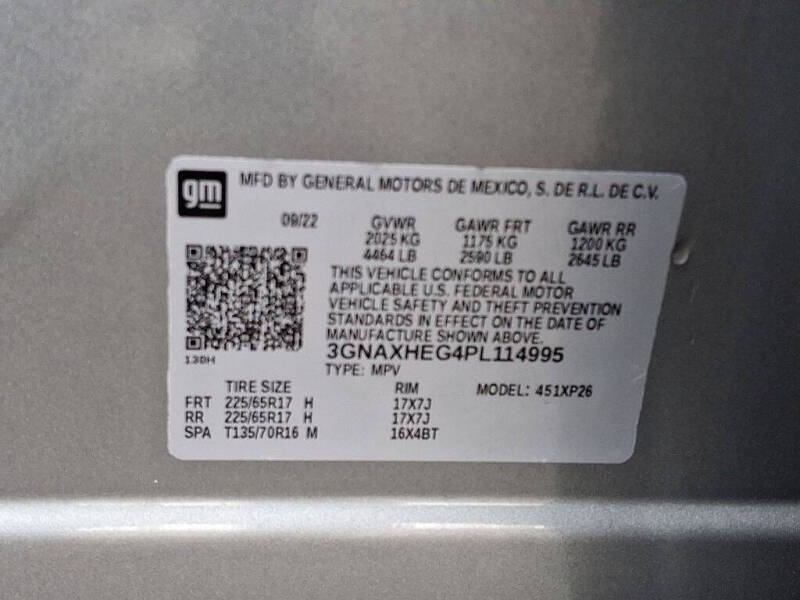 gm MFD BY GENERAL MOTORS DE MEXICO, S. DE R.L. DE C.V.
09/22 GVWR GAWR FRT GAWR RR
2025 KG 1175 KG 1200 KG
4464 LB 2590 LB 2645 LB
THIS VEHICLE CONFORMS TO ALL
APPLICABLE U.S. FEDERAL MOTOR
VEHICLE SAFETY AND THEFT PREVENTION
STANDARDS IN EFFECT ON THE DATE OF
MANUFACTURE SHOWN ABOVE.
3GNAXHEG4PL114995
130H
TYPE: MPV
TIRE SIZE RIM MODEL: 451XP26
FRT 225/65R17 H 17X7J
RR 225/65R17 H 17X7J
SPA T135/70R16 M 16X4BT